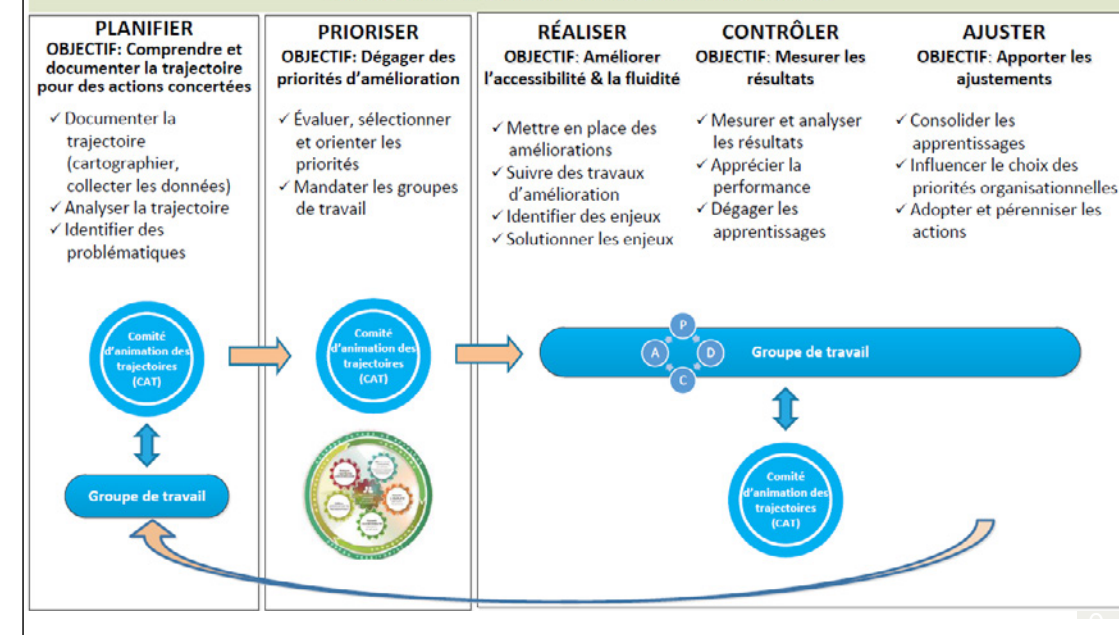 PLANIFIER
OBJECTIF: Comprendre et
documenter la trajectoire
pour des actions concertées
✓ Documenter la
trajectoire
(cartographier,
collecter les données)
✓ Analyser la trajectoire
✓ Identifier des
problématiques
Comité
d'animation des
trajectoires
(CAT)
Groupe de travail
PRIORISER
OBJECTIF: Dégager des
priorités d'amélioration
✓ Évaluer, sélectionner
et orienter les
priorités
✓ Mandater les groupes
de travail
Comité
d'animation des
trajectoires
(CAT)
RÉALISER
OBJECTIF: Améliorer
l'accessibilité & la fluidité
✓ Mettre en place des
améliorations
✓ Suivre des travaux
d'amélioration
✓ Identifier des enjeux
✓ Solutionner les enjeux
CONTRÔLER
OBJECTIF: Mesurer les
résultats
✓ Mesurer et analyser
les résultats
✓ Apprécier la
performance
✓ Dégager les
apprentissages
AJUSTER
OBJECTIF: Apporter les
ajustements
✓ Consolider les
apprentissages
✓ Influencer le choix des
priorités organisationnelles
✓ Adopter et pérenniser les
actions
P
D
C
A
Groupe de travail
Comité
d'animation des
trajectoires
(CAT)